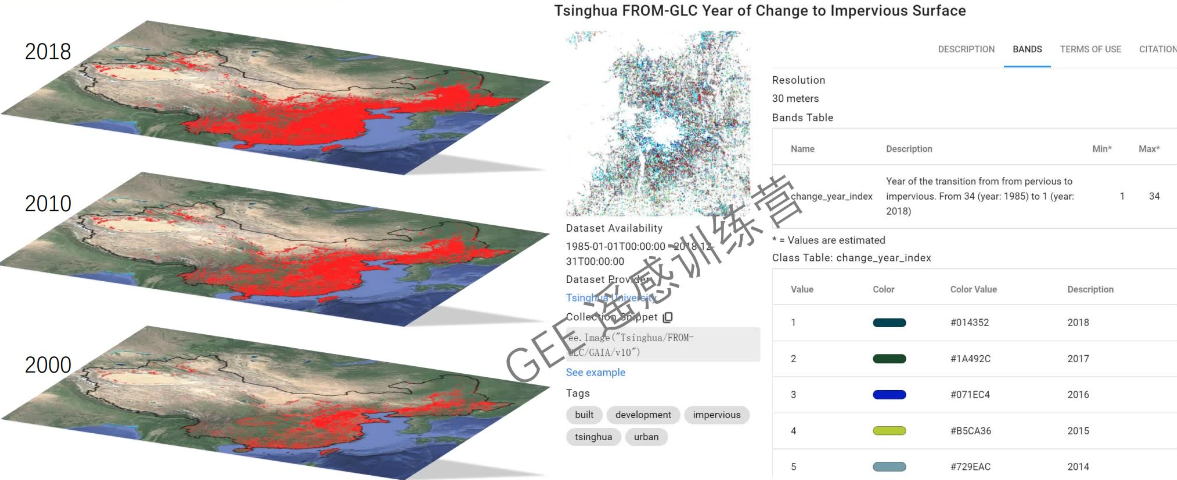 2018
2010
2000
Tsinghua FROM-GLC Year of Change to Impervious Surface
Dataset Availability
1985-01-01T00:00:00 -2018-12-
31T00:00:00
Dataset Provider
Tsinghua University
Collection Snippet
ee.Image("Tsinghua/FROM-
GLC/GAIA/v10")
See example
Tags
built development impervious
tsinghua urban
DESCRIPTION BANDS TERMS OF USE CITATION
Resolution
30 meters
Bands Table
Name Description Min* Max*
change_year_index Year of the transition from from pervious to
impervious. From 34 (year: 1985) to 1 (year:
2018) 1 34
* = Values are estimated
Class Table: change_year_index
Value Color Color Value Description
1 #014352 2018
2 #1A492C 2017
3 #071EC4 2016
4 #B5CA36 2015
5 #729EAC 2014
GEE 遥感训练营